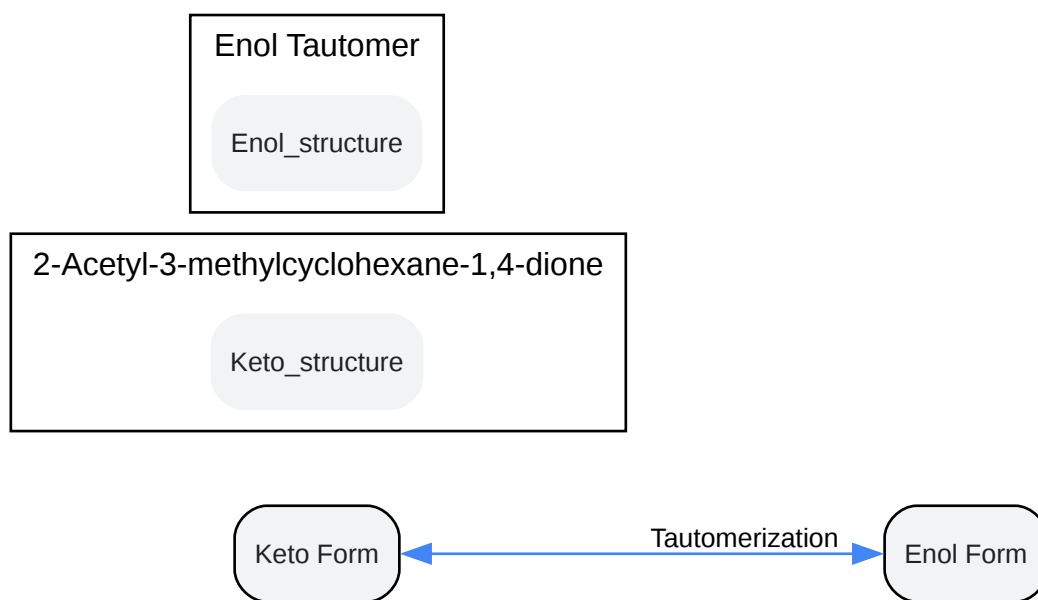 Enol Tautomer
Enol_structure
2-Acetyl-3-methylcyclohexane-1,4-dione
Keto_structure
Tautomerization
Keto Form
Enol Form